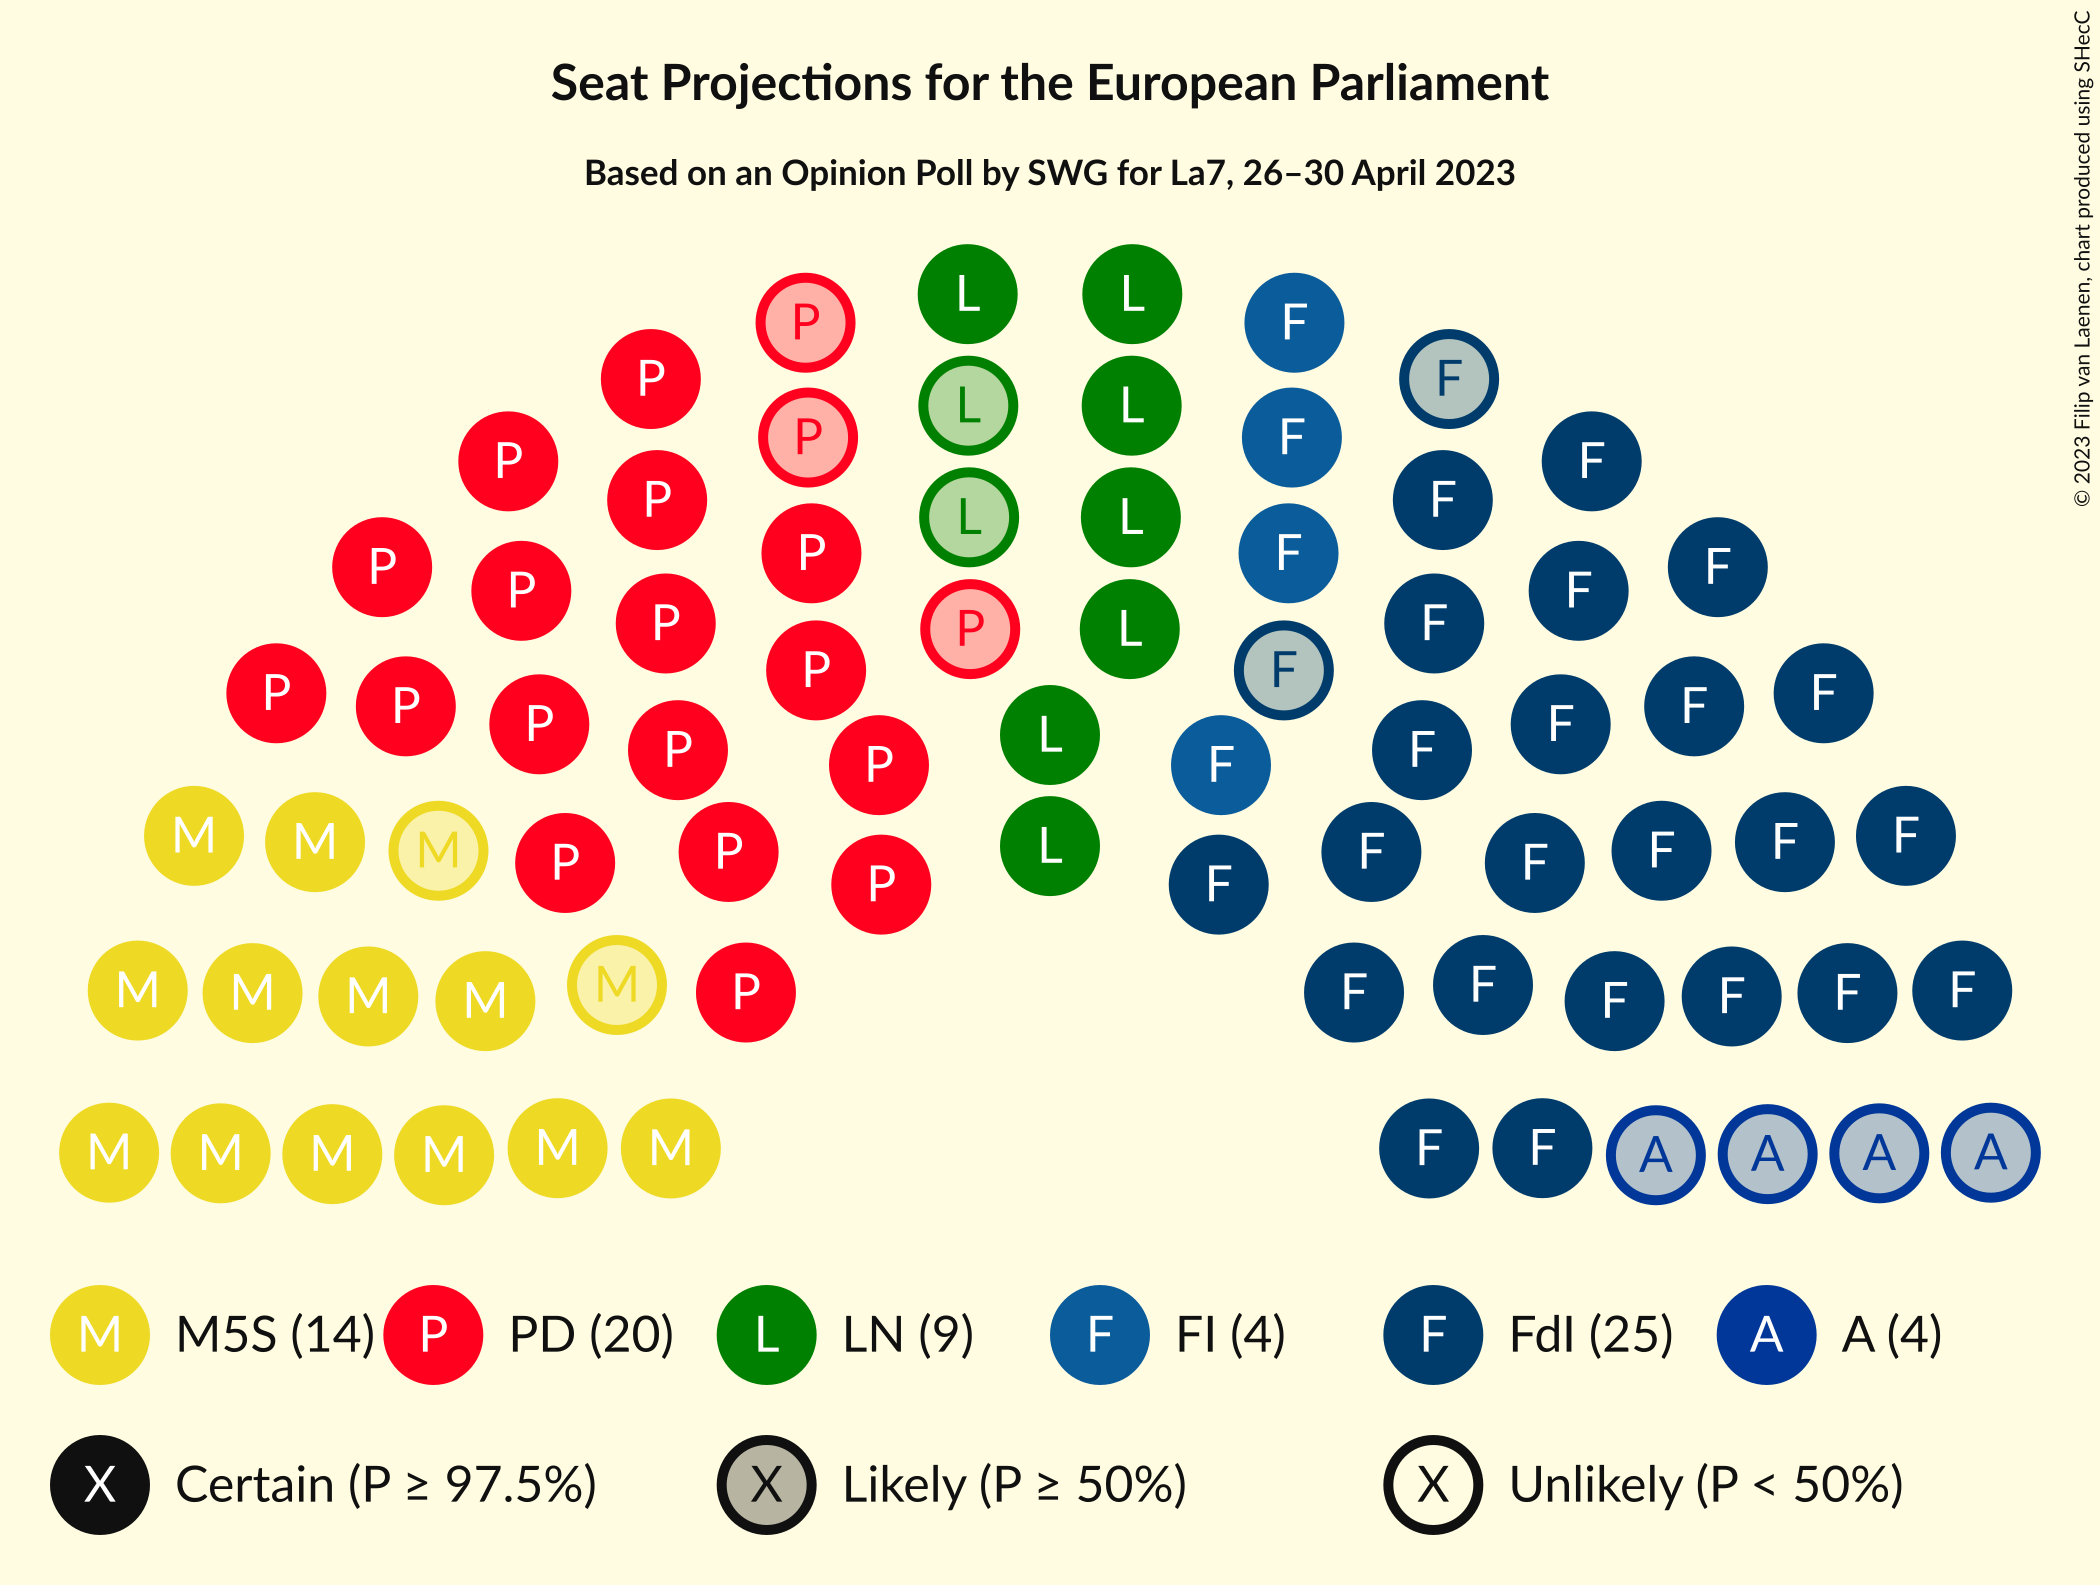 Seat Projections for the European Parliament
Based on an Opinion Poll by SWG for La7, 26–30 April 2023
© 2023 Filip van Laenen, chart produced using SHecC
L L
P F
P F
L L
P F
P F
P F
L L
P F
P F
P F
P F
P L
P F
P F
P F
P F
P F
P F
L
P F
P F
M F
M F
L
M P F F
P F
P F
M M M M M P F F F F F F
M M M M M M F F A A A A
M M5S (14) P PD (20) L LN (9) F FI (4) F FdI (25) A A (4)
X Certain (P ≥ 97.5%) X Likely (P ≥ 50%) X Unlikely (P < 50%)